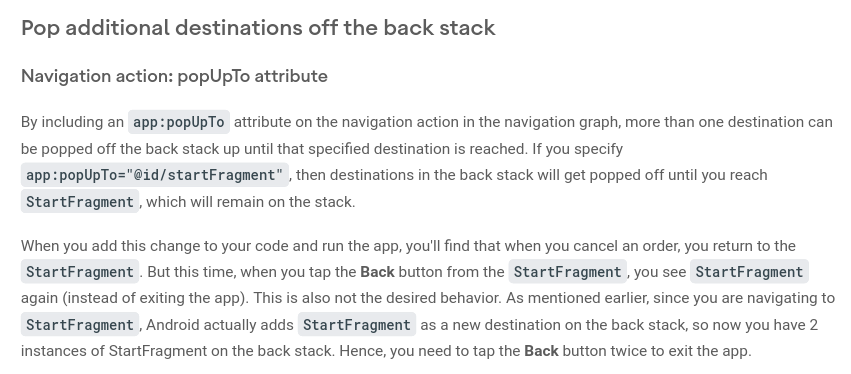 Pop additional destinations off the back stack
Navigation action: popUpTo attribute
By including an app:popUpTo attribute on the navigation action in the navigation graph, more than one destination can
be popped off the back stack up until that specified destination is reached. If you specify
app:popUpTo="@id/startFragment" , then destinations in the back stack will get popped off until you reach
StartFragment , which will remain on the stack.
When you add this change to your code and run the app, you'll find that when you cancel an order, you return to the
StartFragment . But this time, when you tap the Back button from the StartFragment , you see StartFragment
again (instead of exiting the app). This is also not the desired behavior. As mentioned earlier, since you are navigating to
StartFragment , Android actually adds StartFragment as a new destination on the back stack, so now you have 2
instances of StartFragment on the back stack. Hence, you need to tap the Back button twice to exit the app.